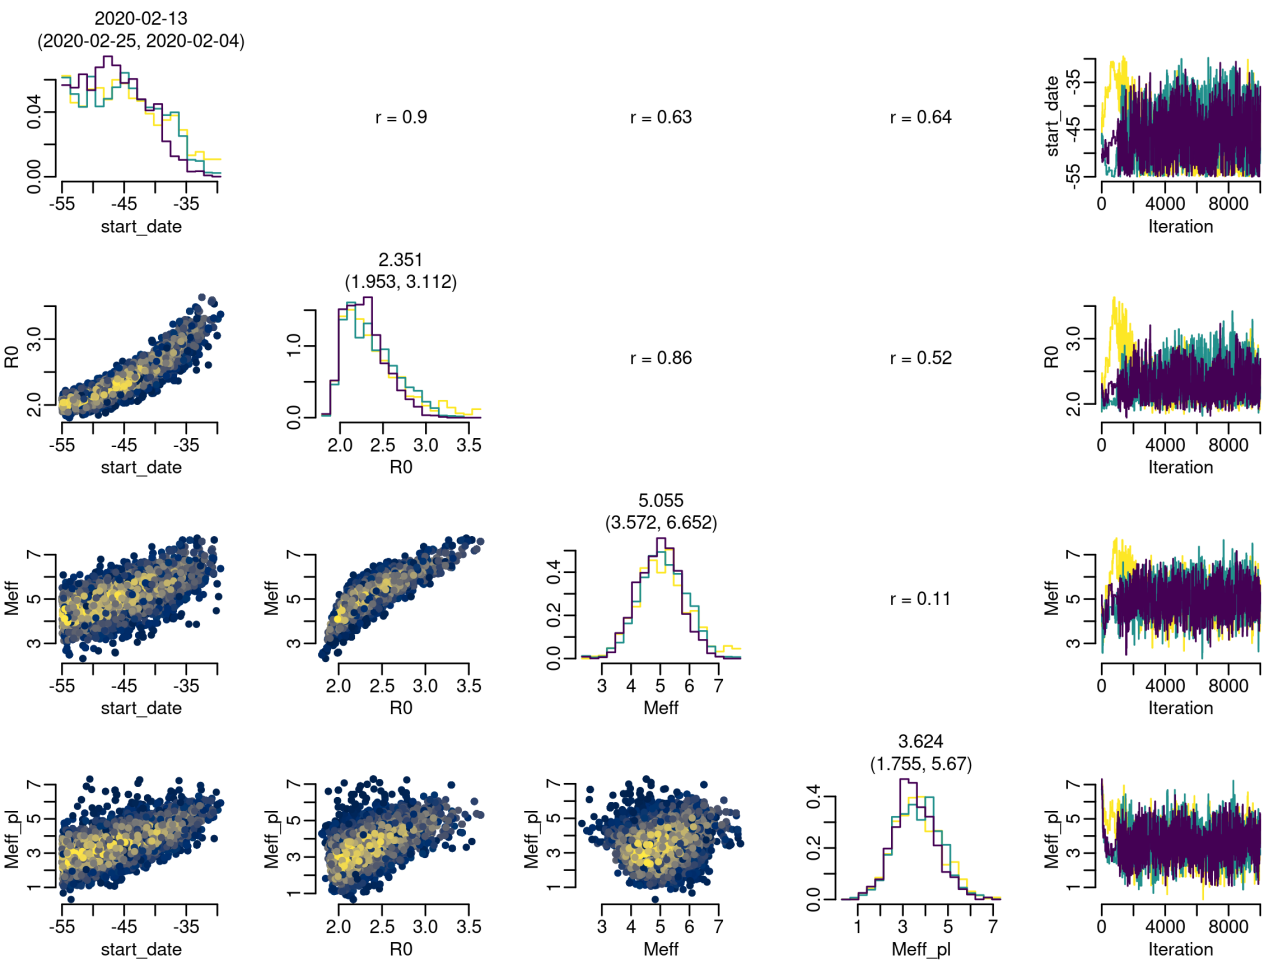 2020-02-13
(2020-02-25, 2020-02-04)
0.00 0.04
-55 -45 -35
start_date
r = 0.9
r = 0.63
r = 0.64
start_date
-55 -45 -35
0 4000 8000
Iteration
R0
2.0 3.0
-55 -45 -35
start_date
2.351
(1.953, 3.112)
0.0 1.0
2.0 2.5 3.0 3.5
R0
r = 0.86
r = 0.52
R0
2.0 3.0
0 4000 8000
Iteration
Meff
3 5 7
-55 -45 -35
start_date
Meff
3 5 7
2.0 2.5 3.0 3.5
R0
5.055
(3.572, 6.652)
0.0 0.2 0.4
3 4 5 6 7
Meff
r = 0.11
Meff
3 5 7
0 4000 8000
Iteration
Meff_pl
1 3 5 7
-55 -45 -35
start_date
Meff_pl
1 3 5 7
2.0 2.5 3.0 3.5
R0
Meff_pl
1 3 5 7
3 4 5 6 7
Meff
3.624
(1.755, 5.67)
0.0 0.2 0.4
1 3 5 7
Meff_pl
Meff_pl
1 3 5 7
0 4000 8000
Iteration